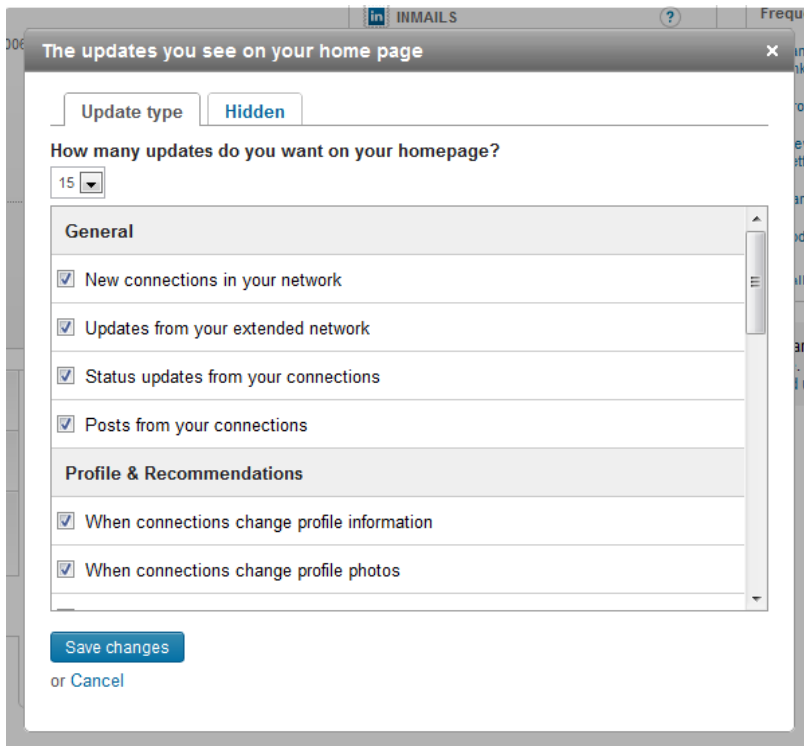 in INMAILS ?
Frequ
006
The updates you see on your home page ×
Update type
Hidden
How many updates do you want on your homepage?
15
General
New connections in your network
Updates from your extended network
Status updates from your connections
Posts from your connections
Profile & Recommendations
When connections change profile information
When connections change profile photos
Save changes
or Cancel